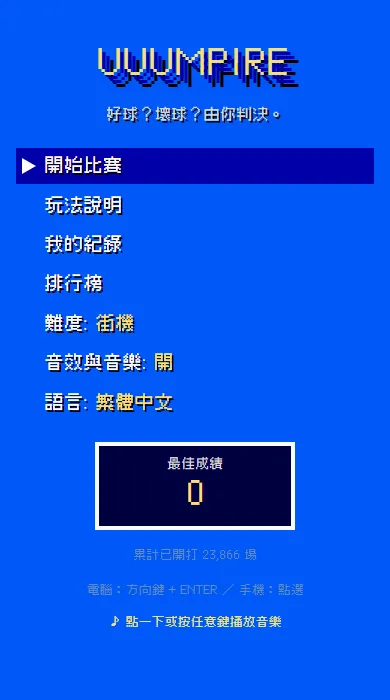 UUUMPIRE
好球？壞球？由你判決。
▶ 開始比賽
玩法說明
我的紀錄
排行榜
難度: 街機
音效與音樂: 開
語言: 繁體中文
最佳成績
0
累計已開打 23,866 場
電腦：方向鍵 + ENTER ／ 手機：點選
♪ 點一下或按任意鍵播放音樂